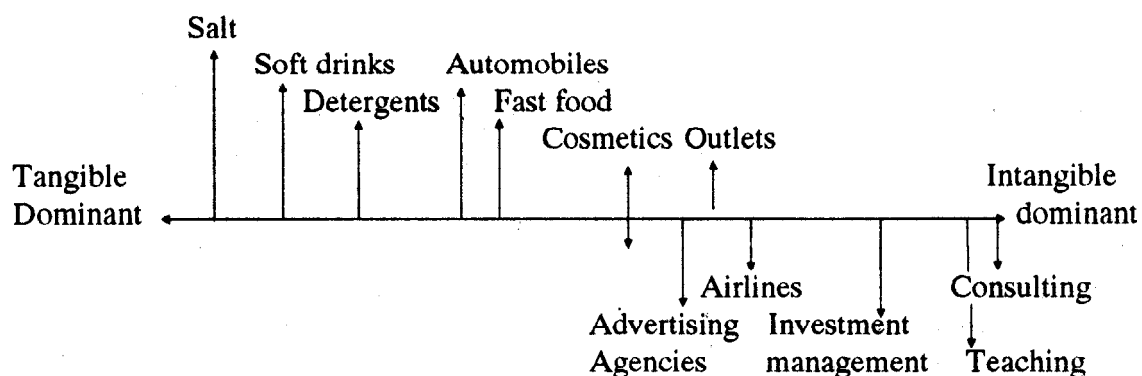 Salt
Soft drinks
Automobiles
Detergents
Fast food
Cosmetics
Outlets
Tangible
Dominant
Intangible
dominant
Airlines
Consulting
Advertising
Agencies
Investment
management
Teaching